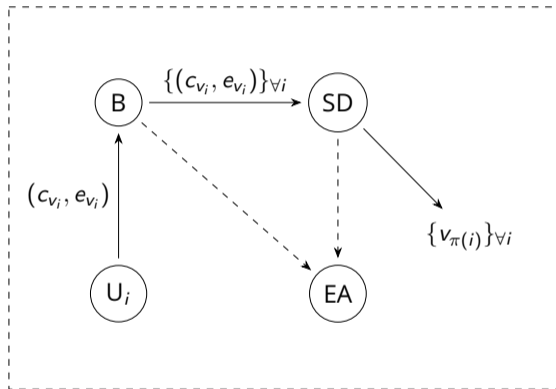 {(c_{v_i}, e_{v_i})}_{∀i}
B
SD
(c_{v_i}, e_{v_i})
{v_{π(i)}}_{∀i}
U_i
EA